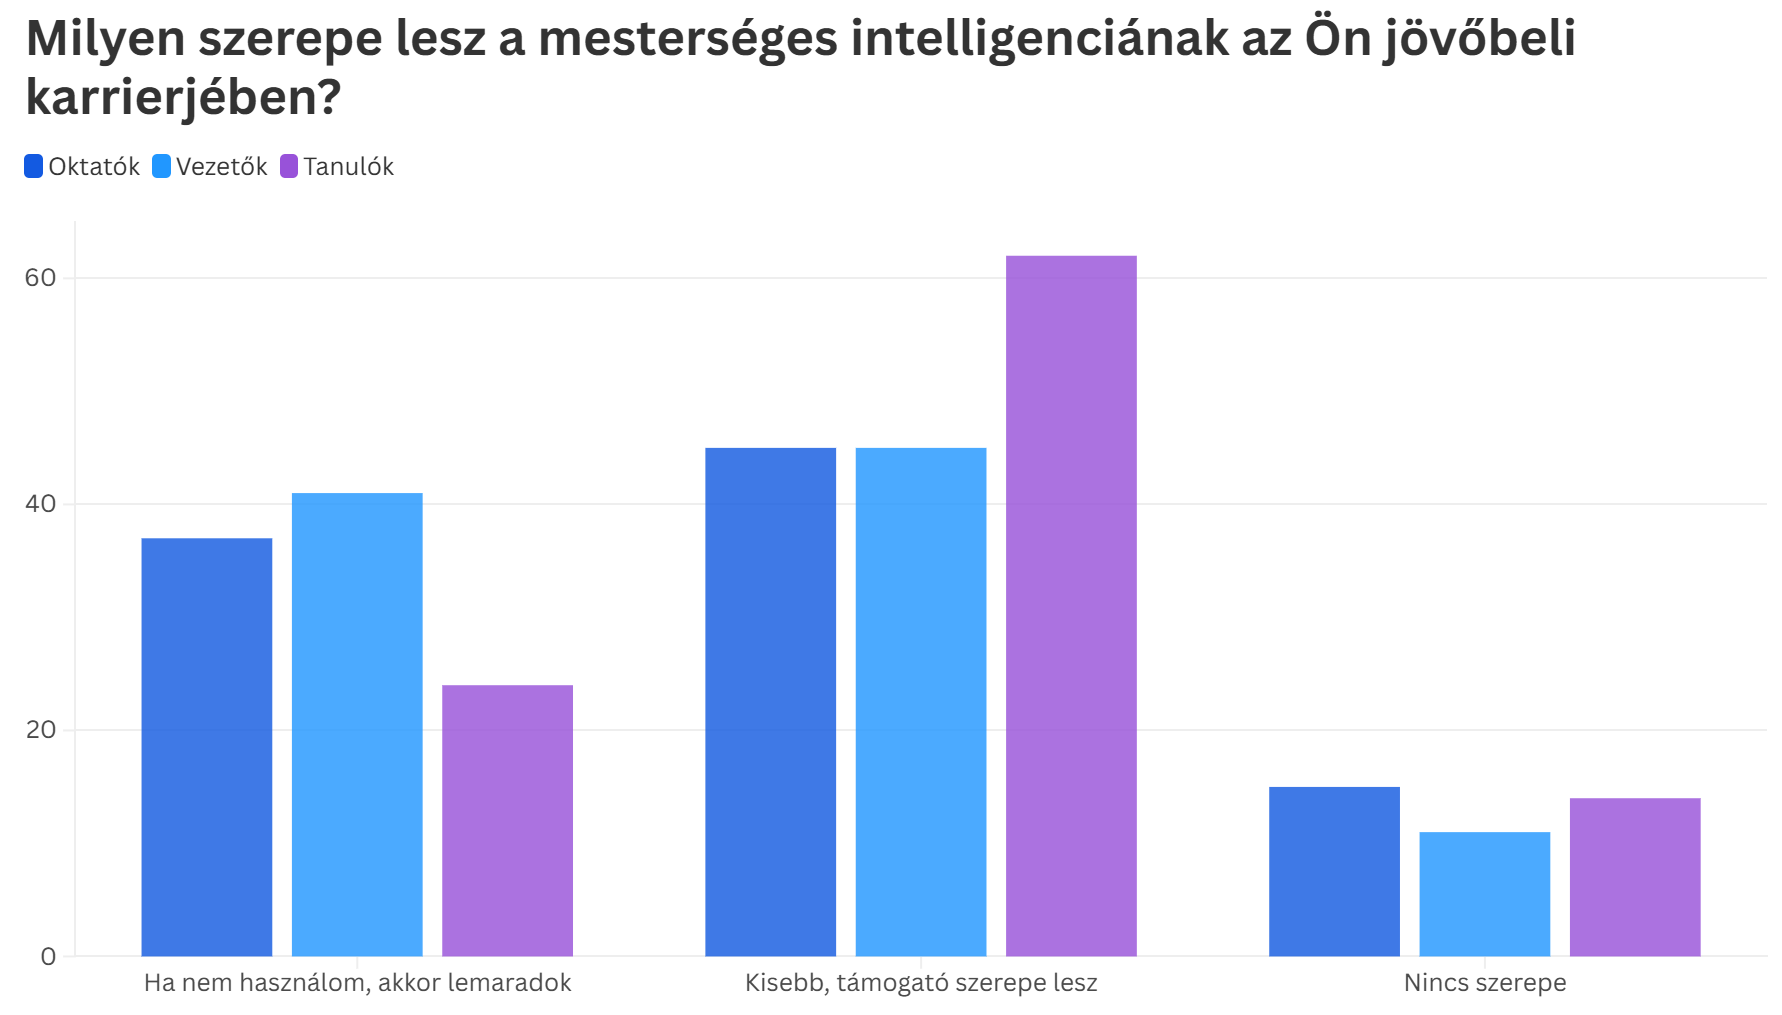 Milyen szerepe lesz a mesterséges intelligenciának az Ön jövőbeli
karrierjében?
Oktatók Vezetők Tanulók
60
40
20
0
Ha nem használom, akkor lemaradok Kisebb, támogató szerepe lesz Nincs szerepe